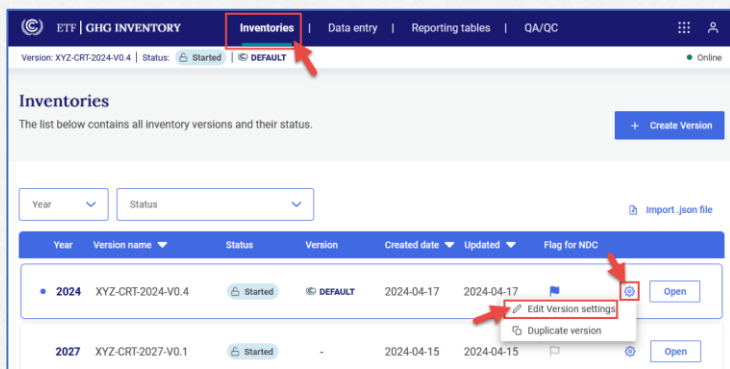 ETF GHG INVENTORY Inventories | Data entry | Reporting tables | QA/QC
Version: XYZ-CRT-2024-V0.4 | Status: Started | DEFAULT Online
Inventories
The list below contains all inventory versions and their status.
+ Create Version
Year Status
Import .json file
Year Version name Status Version Created date Updated Flag for NDC
2024 XYZ-CRT-2024-V0.4 Started DEFAULT 2024-04-17 2024-04-17 Open
Edit Version settings
Duplicate version
2027 XYZ-CRT-2027-V0.1 Started - 2024-04-15 2024-04-15 Open